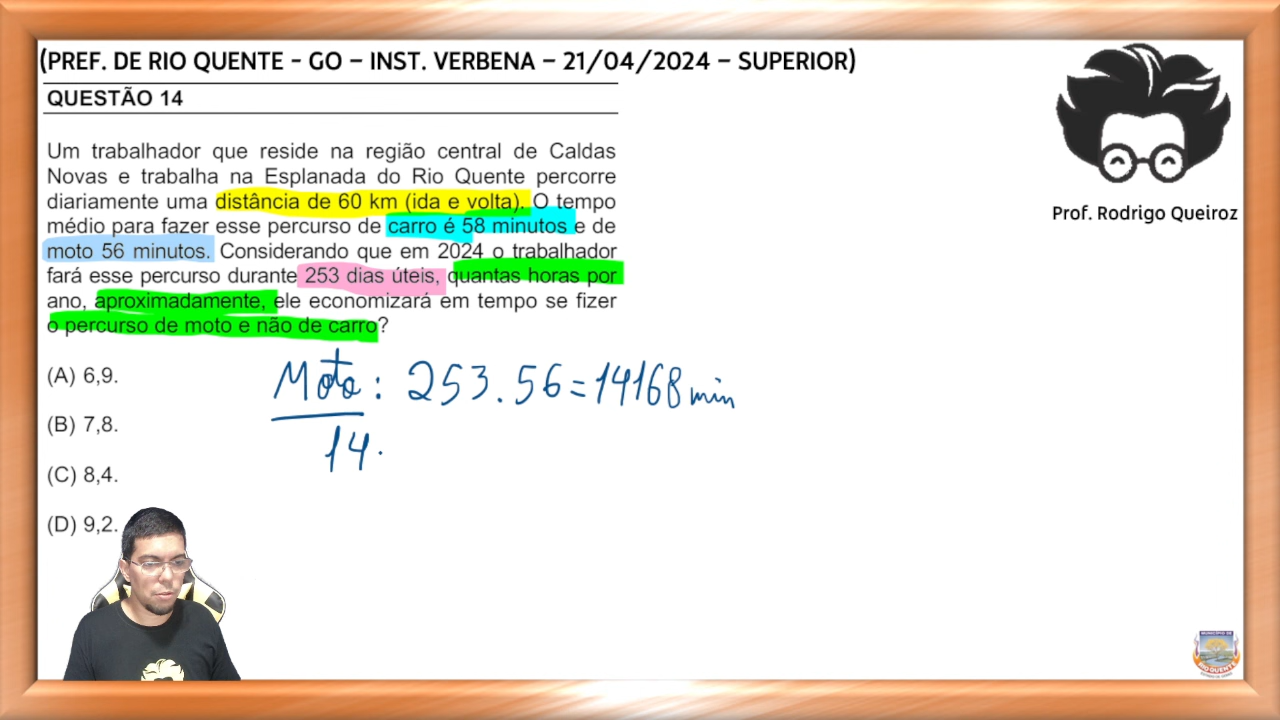 (PREF. DE RIO QUENTE - GO – INST. VERBENA – 21/04/2024 – SUPERIOR)
QUESTÃO 14
Um trabalhador que reside na região central de Caldas
Novas e trabalha na Esplanada do Rio Quente percorre
diariamente uma distância de 60 km (ida e volta). O tempo
médio para fazer esse percurso de carro é 58 minutos e de
moto 56 minutos. Considerando que em 2024 o trabalhador
fará esse percurso durante 253 dias úteis, quantas horas por
ano, aproximadamente, ele economizará em tempo se fizer
o percurso de moto e não de carro?
(A) 6,9.
(B) 7,8.
(C) 8,4.
(D) 9,2.
Moto: 253.56=14168min
14.
Prof. Rodrigo Queiroz
RIO QUENTE